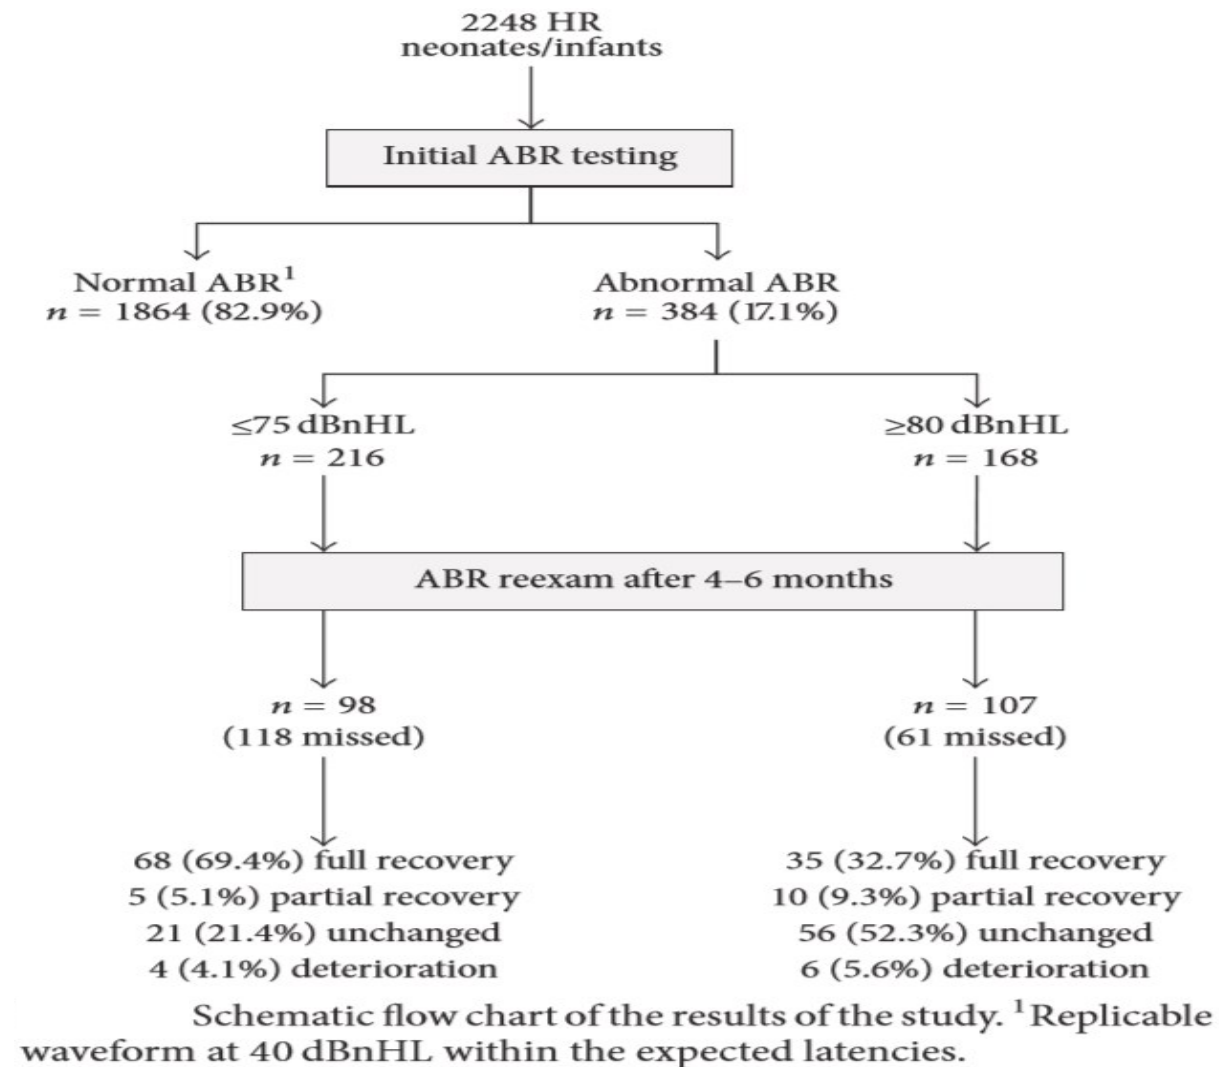 2248 HR
neonates/infants
Initial ABR testing
Normal ABR¹
n = 1864 (82.9%)
Abnormal ABR
n = 384 (17.1%)
≤75 dBnHL
n = 216
≥80 dBnHL
n = 168
ABR reexam after 4–6 months
n = 98
(118 missed)
n = 107
(61 missed)
68 (69.4%) full recovery
5 (5.1%) partial recovery
21 (21.4%) unchanged
4 (4.1%) deterioration
35 (32.7%) full recovery
10 (9.3%) partial recovery
56 (52.3%) unchanged
6 (5.6%) deterioration
Schematic flow chart of the results of the study. ¹Replicable
waveform at 40 dBnHL within the expected latencies.